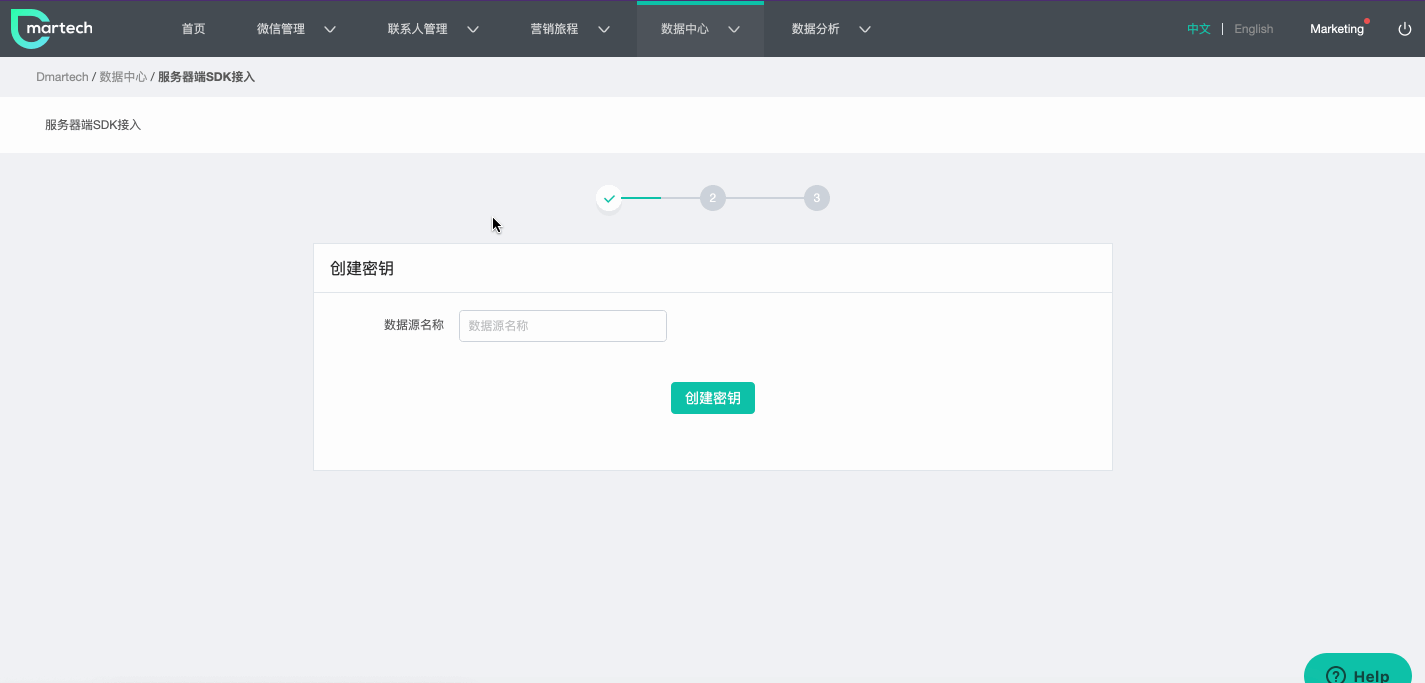 martech 首页 微信管理 联系人管理 营销旅程 数据中心 数据分析 中文 | English Marketing
Dmartech / 数据中心 / 服务器端SDK接入
服务器端SDK接入
2 3
创建密钥
数据源名称 数据源名称
创建密钥
? Help